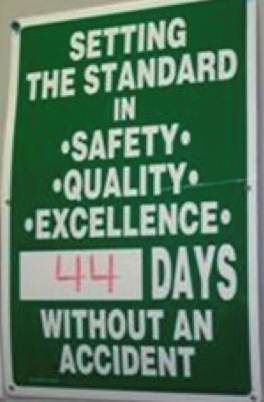 SETTING
THE STANDARD
IN
•SAFETY•
•QUALITY•
•EXCELLENCE•
44 DAYS
WITHOUT AN
ACCIDENT